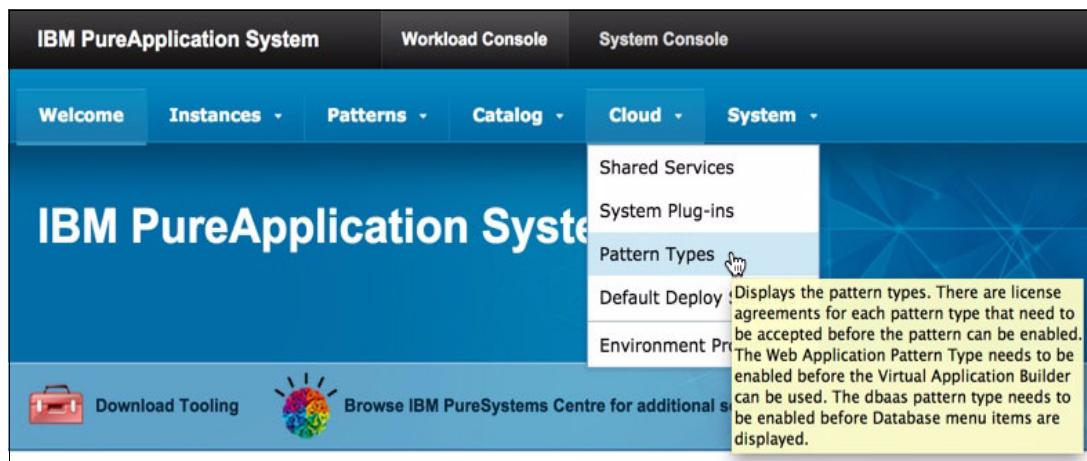 IBM PureApplication System
Workload Console
System Console
Welcome
Instances
Patterns
Catalog
Cloud
System
IBM PureApplication Syste
Shared Services
System Plug-ins
Pattern Types
Default Deploy
Environment Pr
Displays the pattern types. There are license
agreements for each pattern type that need to
be accepted before the pattern can be enabled.
The Web Application Pattern Type needs to be
enabled before the Virtual Application Builder
can be used. The dbaas pattern type needs to
be enabled before Database menu items are
displayed.
Download Tooling
Browse IBM PureSystems Centre for additional s